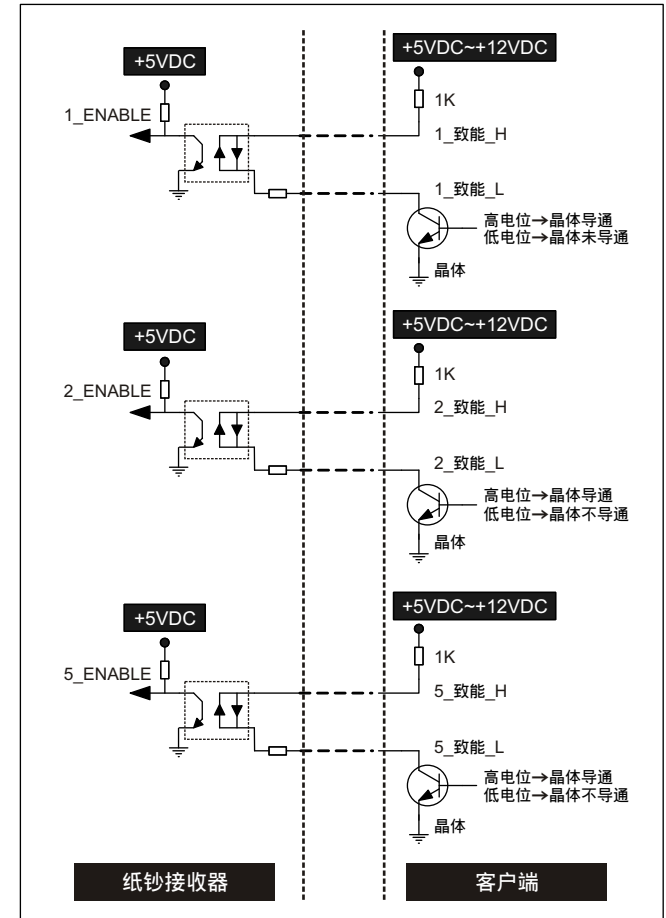 +5VDC
+5VDC~+12VDC
1K
1_ENABLE
1_致能_H
1_致能_L
高电位→晶体导通
低电位→晶体未导通
晶体
+5VDC
+5VDC~+12VDC
1K
2_ENABLE
2_致能_H
2_致能_L
高电位→晶体导通
低电位→晶体不导通
晶体
+5VDC
+5VDC~+12VDC
1K
5_ENABLE
5_致能_H
5_致能_L
高电位→晶体导通
低电位→晶体不导通
晶体
纸钞接收器
客户端